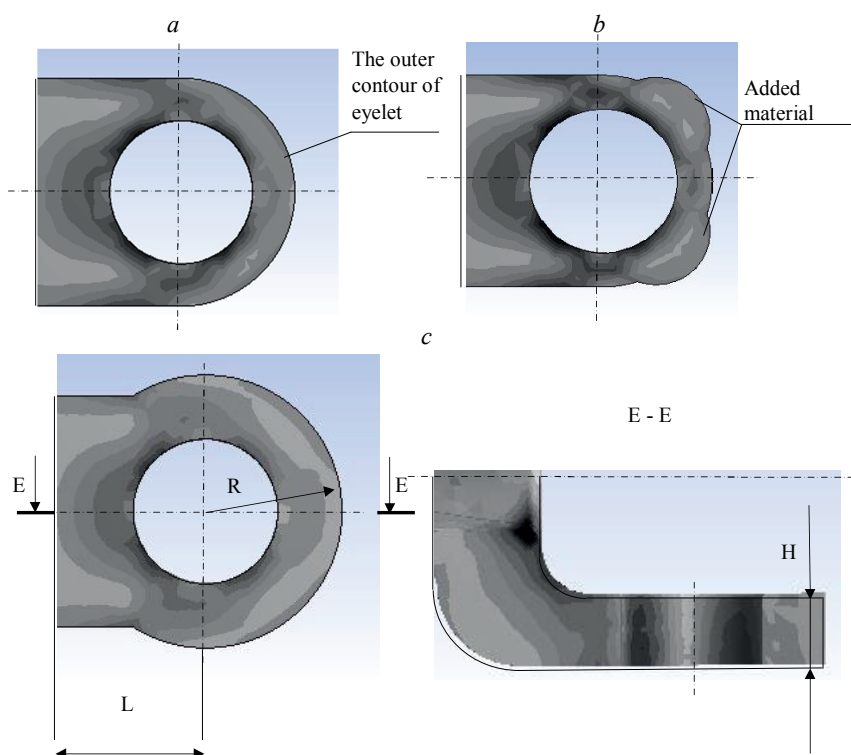 a
b
The outer
contour of
eyelet
Added
material
c
E - E
E
R
E
H
L